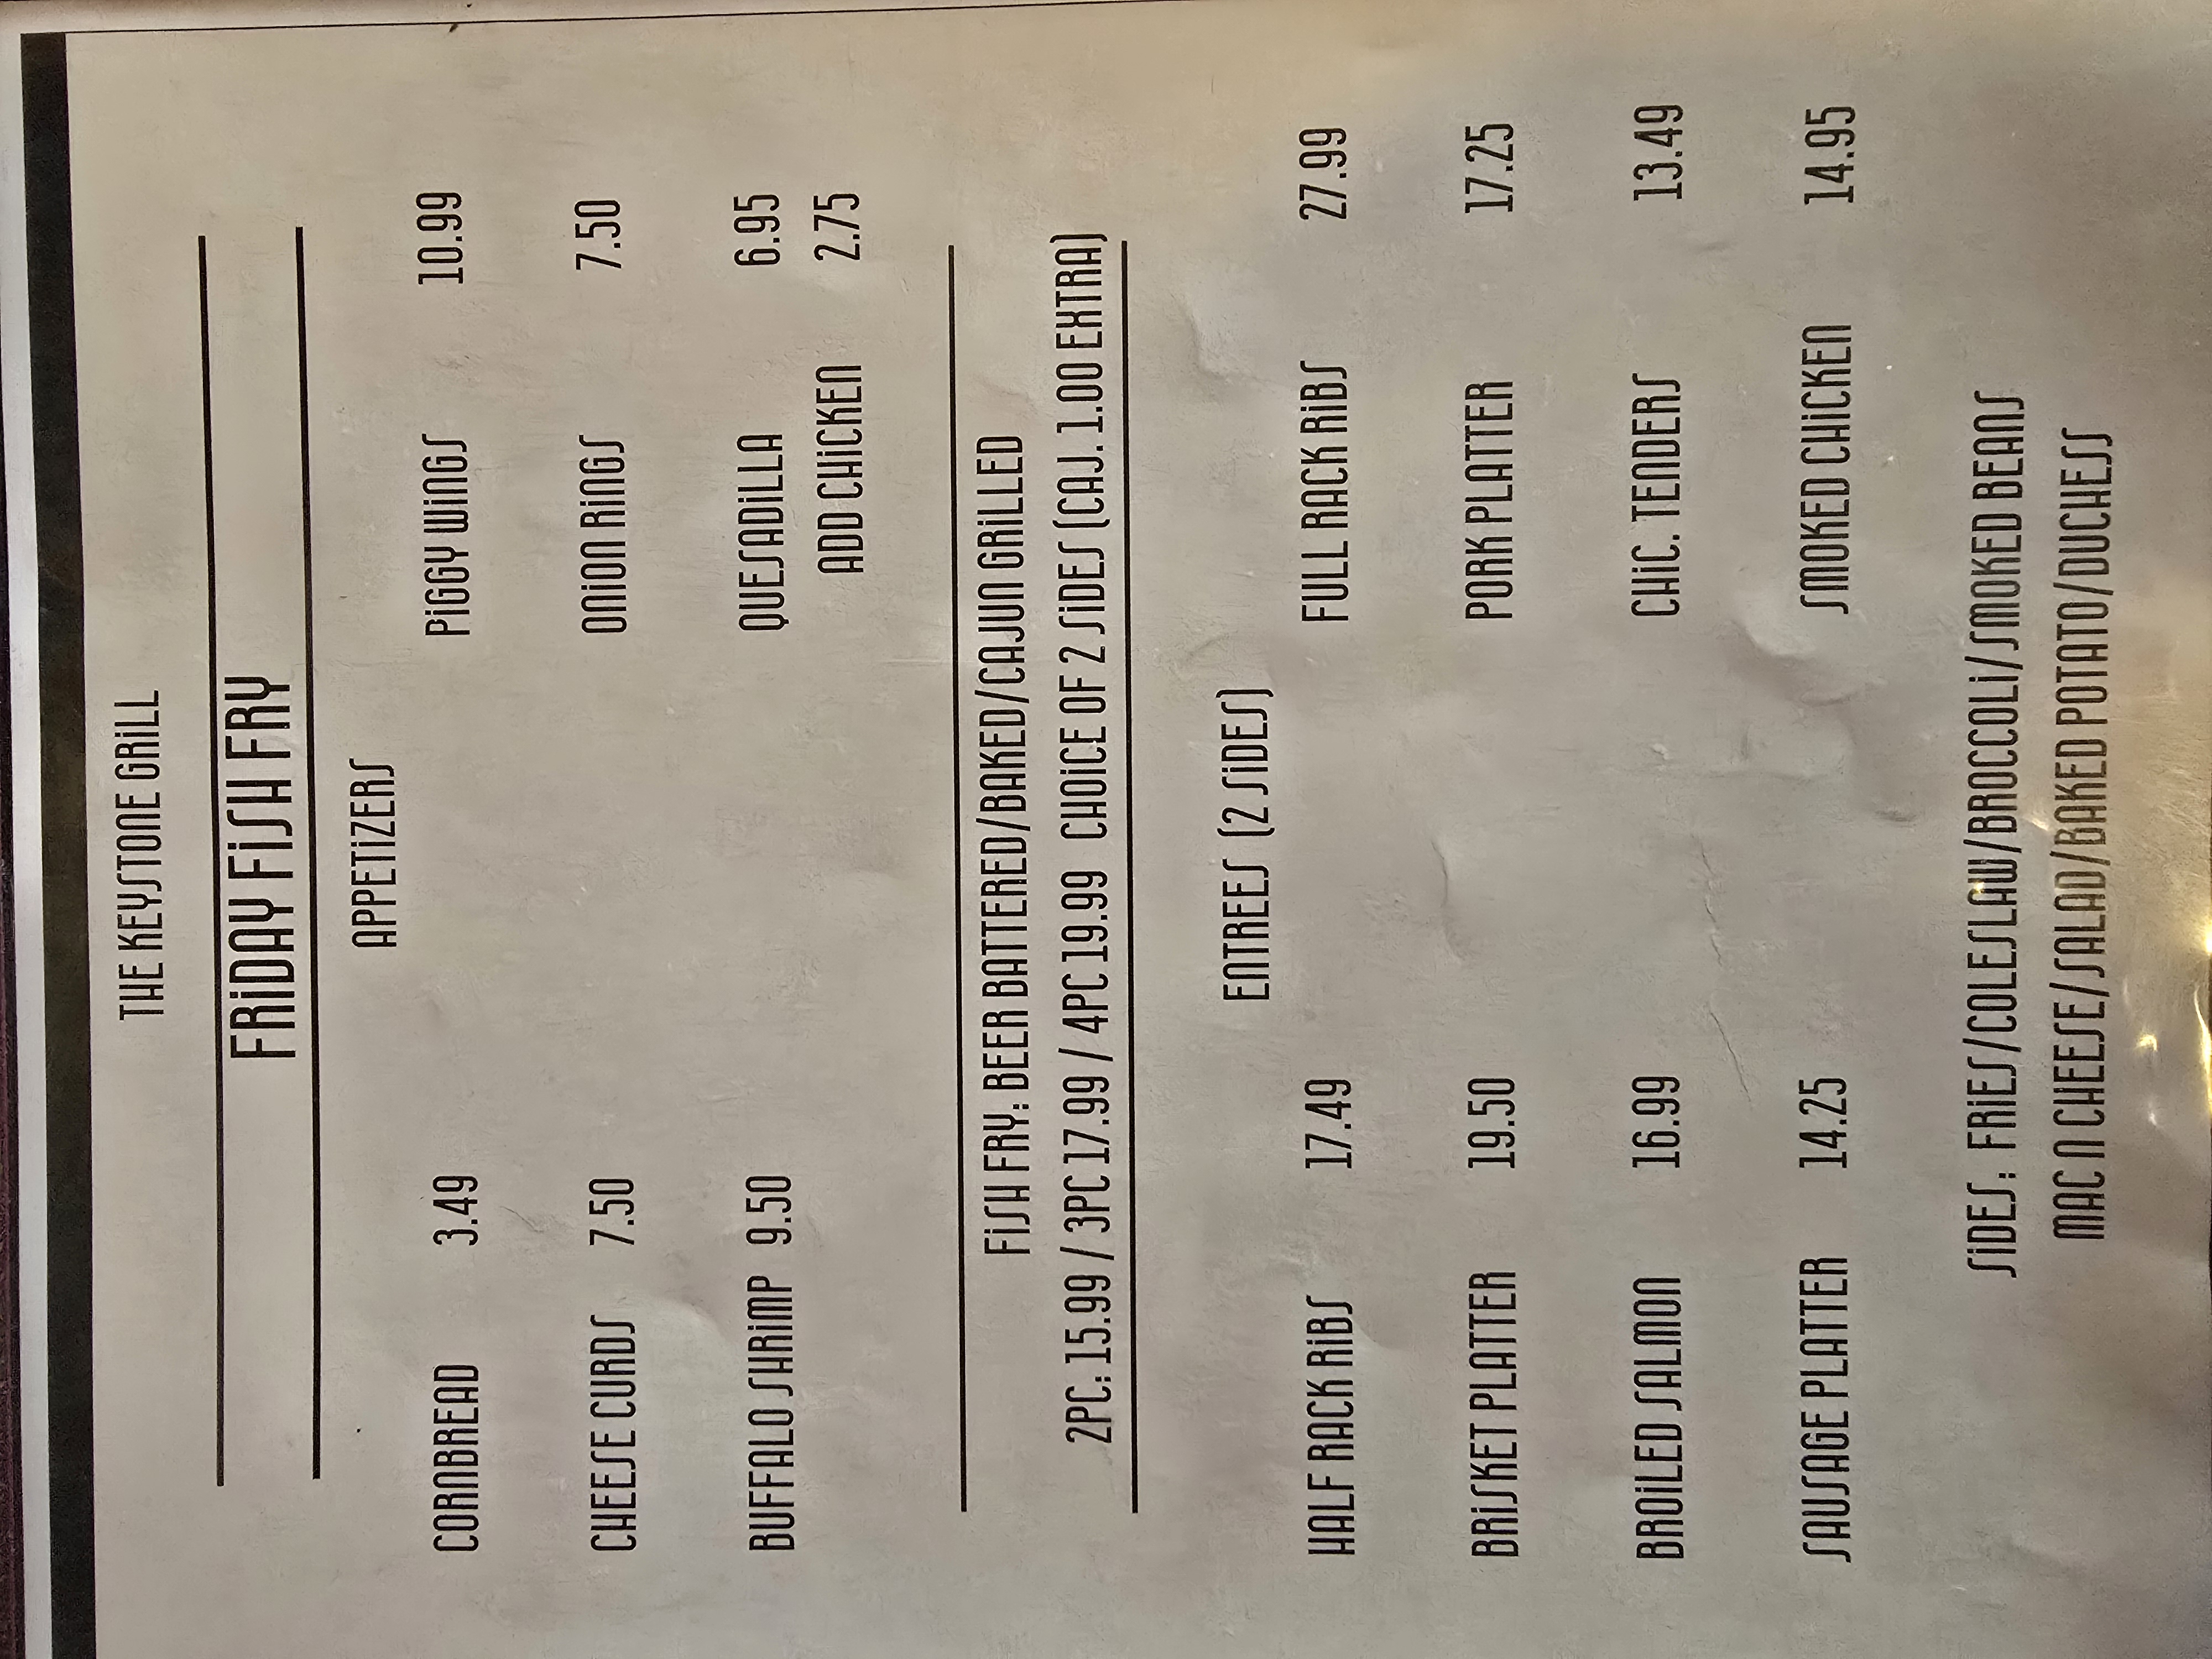 THE KEYSTONE GRILL
FRIDAY FISH FRY
APPETIZERS
CORNBREAD 3.49 PIGGY WINGS 10.99
CHEESE CURDS 7.50 ONION RINGS 7.50
BUFFALO SHRIMP 9.50 QUESADILLA 6.95
ADD CHICKEN 2.75
FISH FRY: BEER BATTERED/BAKED/CAJUN GRILLED
2PC: 15.99 / 3PC 17.99 / 4PC 19.99 CHOICE OF 2 SIDES (CAJ. 1.00 EXTRA)
ENTREES (2 SIDES)
HALF RACK RIBS 17.49 FULL RACK RIBS 27.99
BRISKET PLATTER 19.50 PORK PLATTER 17.25
BROILED SALMON 16.99 CHIC. TENDERS 13.49
SAUSAGE PLATTER 14.25 SMOKED CHICKEN 14.95
SIDES: FRIES/COLESLAW/BROCCOLI/SMOKED BEANS
MAC N CHEESE/SALAD/BAKED POTATO/DUCHESS